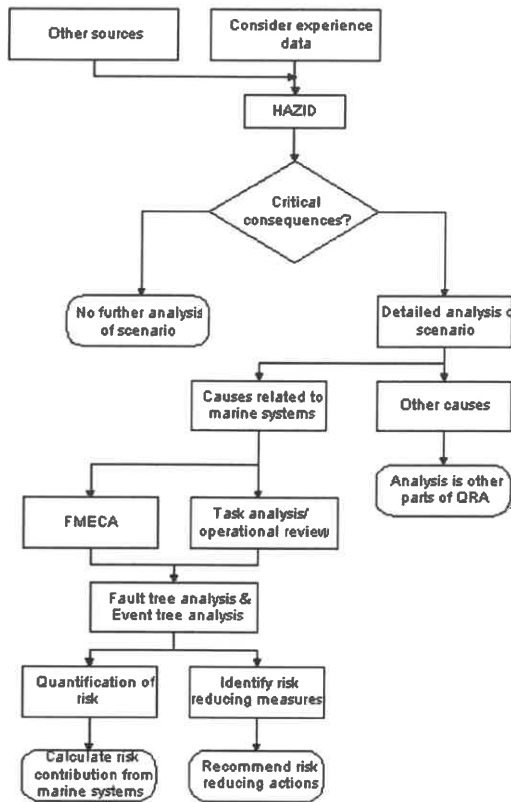 Other sources
Consider experience
data
HAZID
Critical
consequences?
No further analysis
of scenario
Detailed analysis o
scenario
Causes related to
marine systems
Other causes
Analysis is other
parts of QRA
FMECA
Task analysis/
operational review
Fault tree analysis &
Event tree analysis
Quantification of
risk
Identify risk
reducing measures
Calculate risk
contribution from
marine systems
Recommend risk
reducing actions